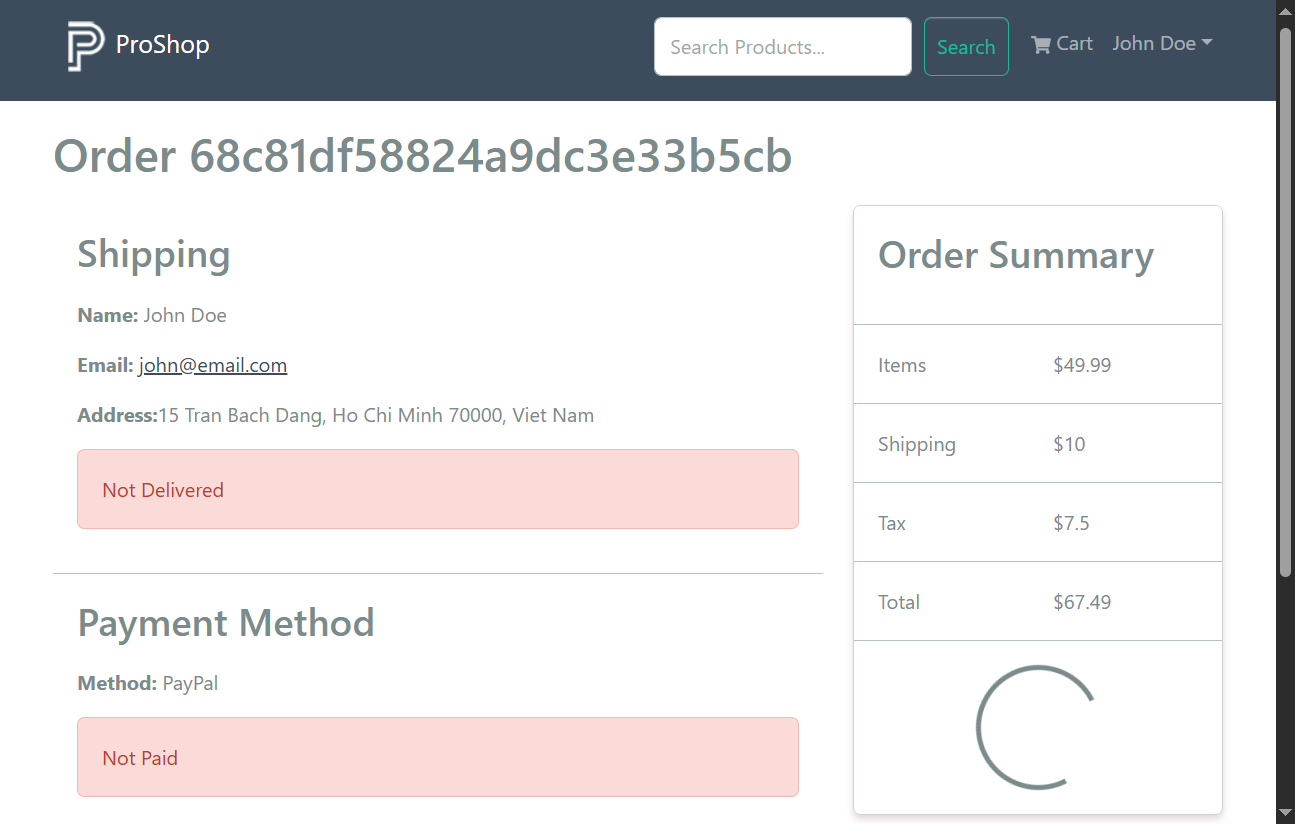 ProShop
Search Products...
Search
Cart
John Doe
Order 68c81df58824a9dc3e33b5cb
Shipping
Name: John Doe
Email: john@email.com
Address:15 Tran Bach Dang, Ho Chi Minh 70000, Viet Nam
Not Delivered
Payment Method
Method: PayPal
Not Paid
Order Summary
Items $49.99
Shipping $10
Tax $7.5
Total $67.49